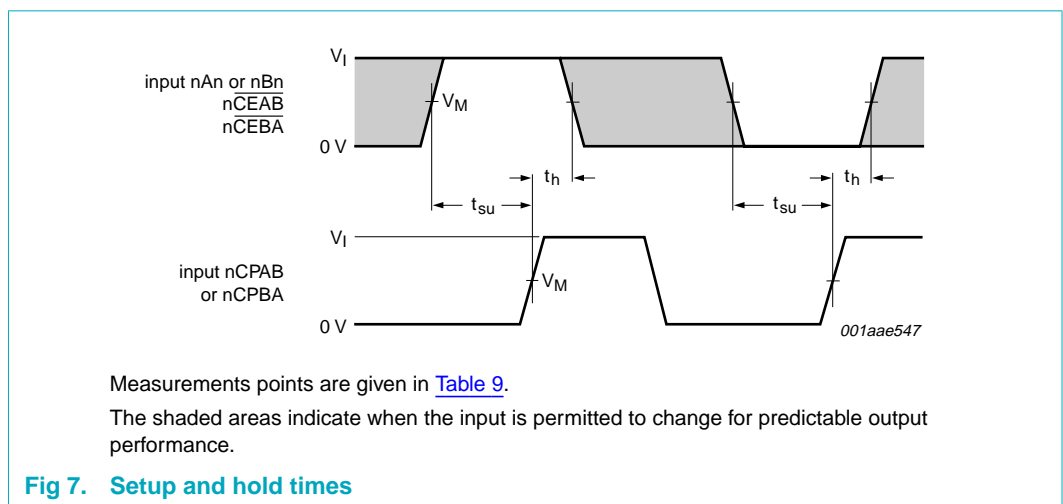 V_I
input nAn or nBn
nCEAB
nCEBA
V_M
0 V
t_h
t_h
t_su
t_su
V_I
input nCPAB
or nCPBA
V_M
0 V
001aae547
Measurements points are given in Table 9.
The shaded areas indicate when the input is permitted to change for predictable output
performance.
Fig 7. Setup and hold times